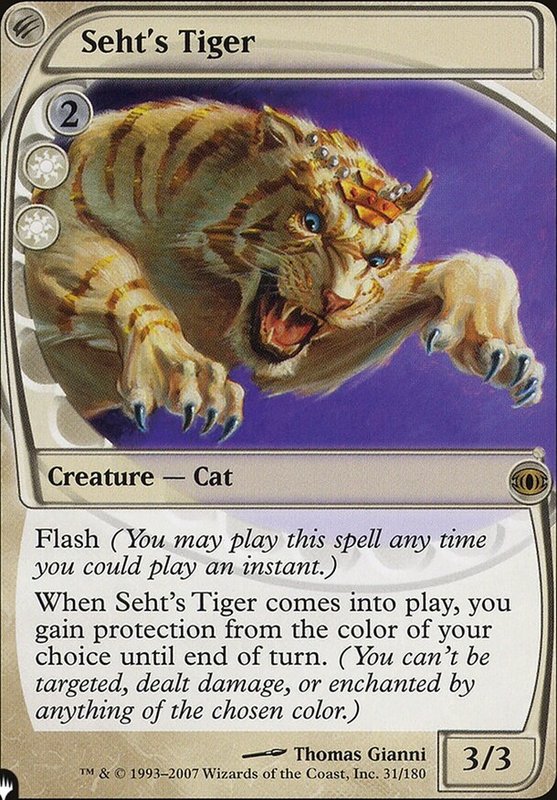 Seht's Tiger
2
Creature — Cat
Flash (You may play this spell any time
you could play an instant.)
When Seht's Tiger comes into play, you
gain protection from the color of your
choice until end of turn. (You can't be
targeted, dealt damage, or enchanted by
anything of the chosen color.)
Thomas Gianni
™ & © 1993–2007 Wizards of the Coast, Inc. 31/180
3/3